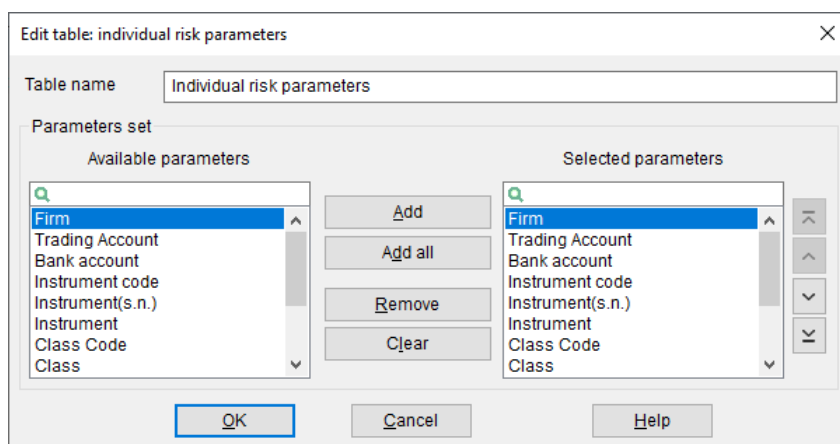 Edit table: individual risk parameters
Table name
Individual risk parameters
Parameters set
Available parameters
Firm
Trading Account
Bank account
Instrument code
Instrument(s.n.)
Instrument
Class Code
Class
Add
Add all
Remove
Clear
Selected parameters
Firm
Trading Account
Bank account
Instrument code
Instrument(s.n.)
Instrument
Class Code
Class
OK
Cancel
Help